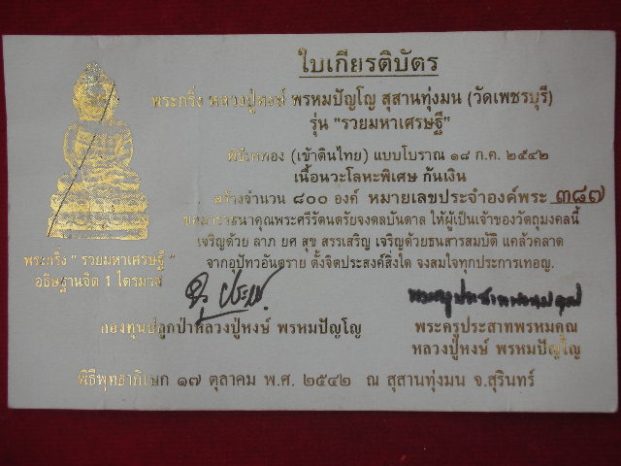 ใบเกียรติบัตร
พระกริ่ง หลวงปู่หงษ์ พรหมปัญโญ สุสานทุ่งมน (วัดเพชรบุรี)
รุ่น "รวยมหาเศรษฐี"
พิธีเททอง (เข้าดินไทย) แบบโบราณ ๑๘ ก.ค. ๒๕๔๒
เนื้อนวะโลหะพิเศษ ก้นเงิน
สร้างจำนวน ๘๐๐ องค์ หมายเลขประจำองค์พระ ๓๘๗
ขออาราธนาคุณพระศรีรัตนตรัยจงดลบันดาล ให้ผู้เป็นเจ้าของวัตถุมงคลนี้
เจริญด้วย ลาภ ยศ สุข สรรเสริญ เจริญด้วยธนสารสมบัติ แคล้วคลาด
จากอุปัทวอันตราย ตั้งจิตประสงค์สิ่งใด จงสมใจทุกประการเทอญ.
พระกริ่ง " รวยมหาเศรษฐี "
อธิษฐานจิต 1 ไตรมาส
กองทุนปลูกป่าหลวงปู่หงษ์ พรหมปัญโญ
พระครูประสาทพรหมคุณ
พระครูประสาทพรหมคุณ
หลวงปู่หงษ์ พรหมปัญโญ
พิธีพุทธาภิเษก ๑๗ ตุลาคม พ.ศ. ๒๕๔๒ ณ สุสานทุ่งมน จ.สุรินทร์